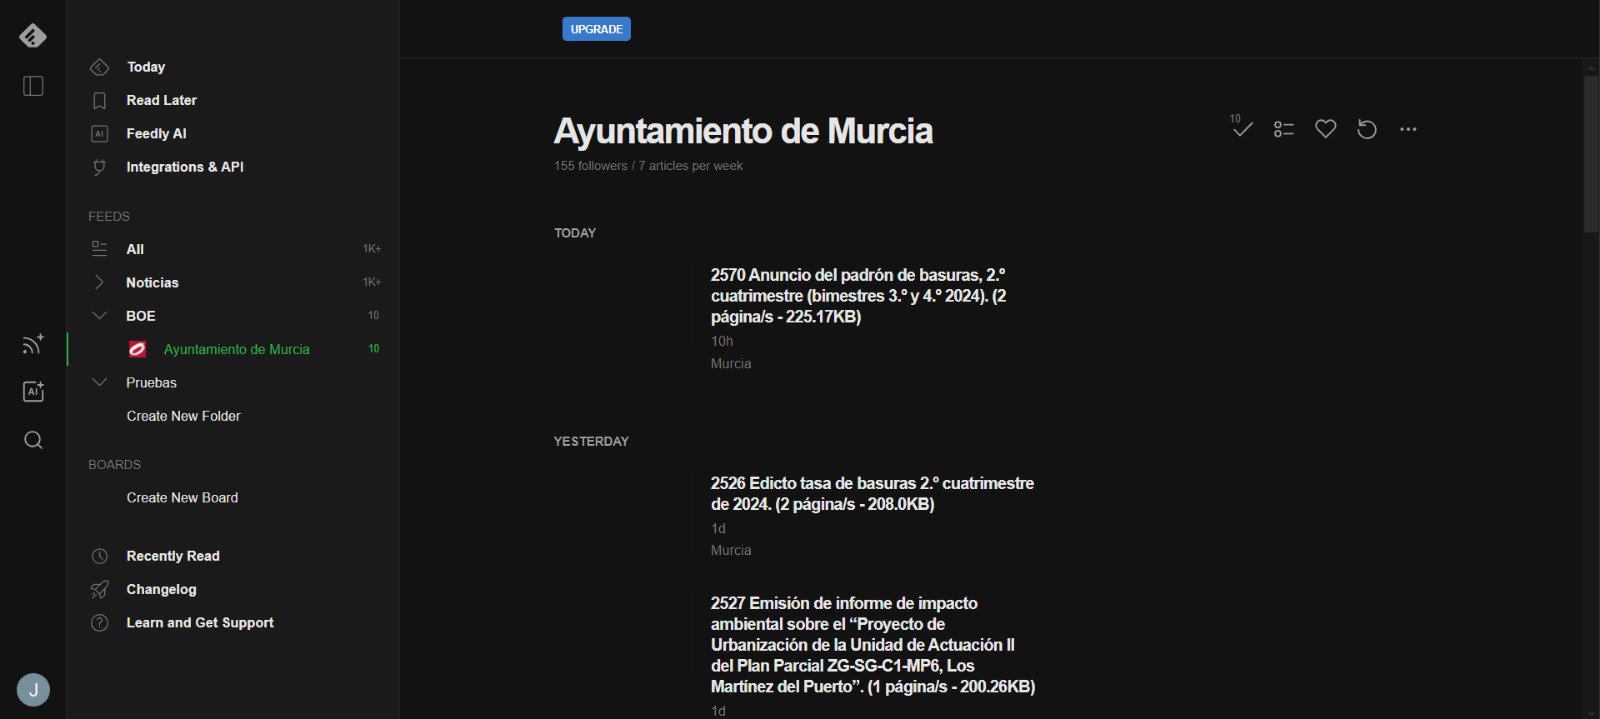 UPGRADE
Today
Read Later
AI
Feedly AI
Integrations & API
FEEDS
All
1K+
Noticias
1K+
BOE
10
Ayuntamiento de Murcia
10
Pruebas
Create New Folder
BOARDS
Create New Board
Recently Read
Changelog
Learn and Get Support
AI
J
Ayuntamiento de Murcia
10
155 followers / 7 articles per week
TODAY
2570 Anuncio del padrón de basuras, 2.º
cuatrimestre (bimestres 3.º y 4.º 2024). (2
página/s - 225.17KB)
10h
Murcia
YESTERDAY
2526 Edicto tasa de basuras 2.º cuatrimestre
de 2024. (2 página/s - 208.0KB)
1d
Murcia
2527 Emisión de informe de impacto
ambiental sobre el “Proyecto de
Urbanización de la Unidad de Actuación II
del Plan Parcial ZG-SG-C1-MP6, Los
Martínez del Puerto”. (1 página/s - 200.26KB)
1d